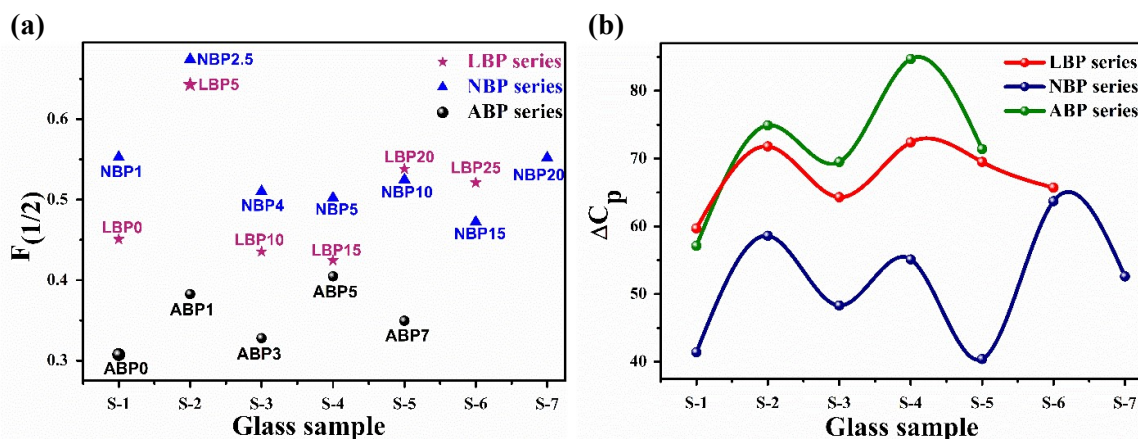 (a)
F(1/2)
0.6
0.5
0.4
0.3
NBP2.5
LBP5
NBP1
LBP0
ABP0
ABP1
NBP4
LBP10
ABP3
NBP5
LBP15
ABP5
LBP20
NBP10
ABP7
LBP25
NBP15
NBP20
LBP series
NBP series
ABP series
S-1 S-2 S-3 S-4 S-5 S-6 S-7
Glass sample
(b)
ΔCp
80
70
60
50
40
LBP series
NBP series
ABP series
S-1 S-2 S-3 S-4 S-5 S-6 S-7
Glass sample